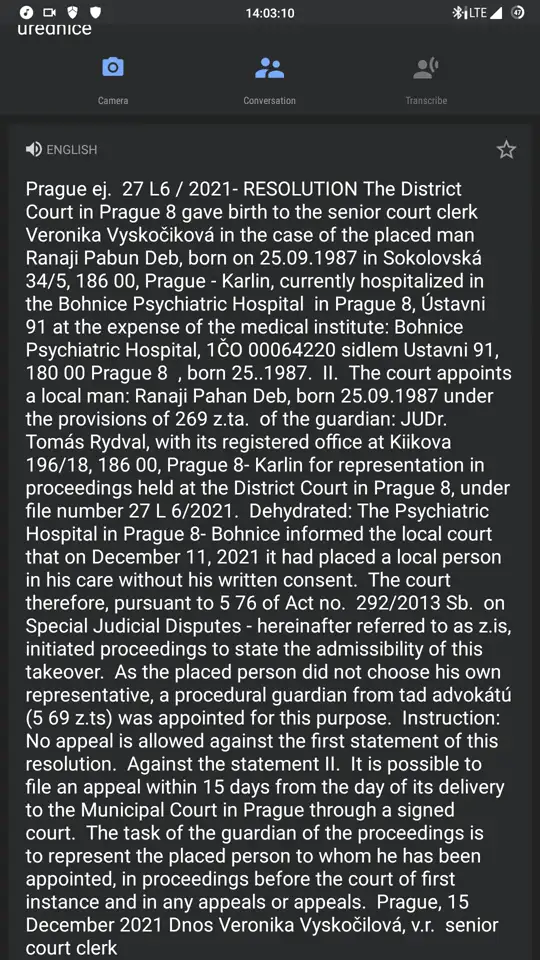 14:03:10
LTE
47
urednice
Camera
Conversation
Transcribe
ENGLISH
Prague ej. 27 L6 / 2021- RESOLUTION The District
Court in Prague 8 gave birth to the senior court clerk
Veronika Vyskočiková in the case of the placed man
Ranaji Pabun Deb, born on 25.09.1987 in Sokolovská
34/5, 186 00, Prague - Karlin, currently hospitalized in
the Bohnice Psychiatric Hospital in Prague 8, Ústavni
91 at the expense of the medical institute: Bohnice
Psychiatric Hospital, 1ČO 00064220 sidlem Ustavni 91,
180 00 Prague 8 , born 25..1987. II. The court appoints
a local man: Ranaji Pahan Deb, born 25.09.1987 under
the provisions of 269 z.ta. of the guardian: JUDr.
Tomás Rydval, with its registered office at Kiikova
196/18, 186 00, Prague 8- Karlin for representation in
proceedings held at the District Court in Prague 8, under
file number 27 L 6/2021. Dehydrated: The Psychiatric
Hospital in Prague 8- Bohnice informed the local court
that on December 11, 2021 it had placed a local person
in his care without his written consent. The court
therefore, pursuant to 5 76 of Act no. 292/2013 Sb. on
Special Judicial Disputes - hereinafter referred to as z.is,
initiated proceedings to state the admissibility of this
takeover. As the placed person did not choose his own
representative, a procedural guardian from tad advokátú
(5 69 z.ts) was appointed for this purpose. Instruction:
No appeal is allowed against the first statement of this
resolution. Against the statement II. It is possible to
file an appeal within 15 days from the day of its delivery
to the Municipal Court in Prague through a signed
court. The task of the guardian of the proceedings is
to represent the placed person to whom he has been
appointed, in proceedings before the court of first
instance and in any appeals or appeals. Prague, 15
December 2021 Dnos Veronika Vyskočilová, v.r. senior
court clerk